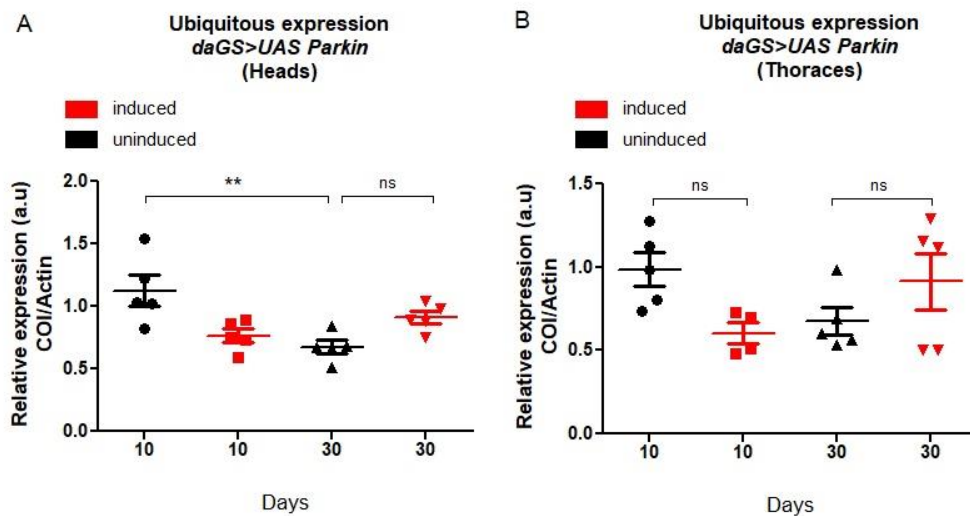 A
Ubiquitous expression
daGS>UAS Parkin
(Heads)
induced
uninduced
Relative expression (a.u)
COI/Actin
2.0
1.5
1.0
0.5
0.0
**
ns
10
10
30
30
Days
B
Ubiquitous expression
daGS>UAS Parkin
(Thoraces)
induced
uninduced
Relative expression (a.u)
COI/Actin
1.5
1.0
0.5
0.0
ns
ns
10
10
30
30
Days